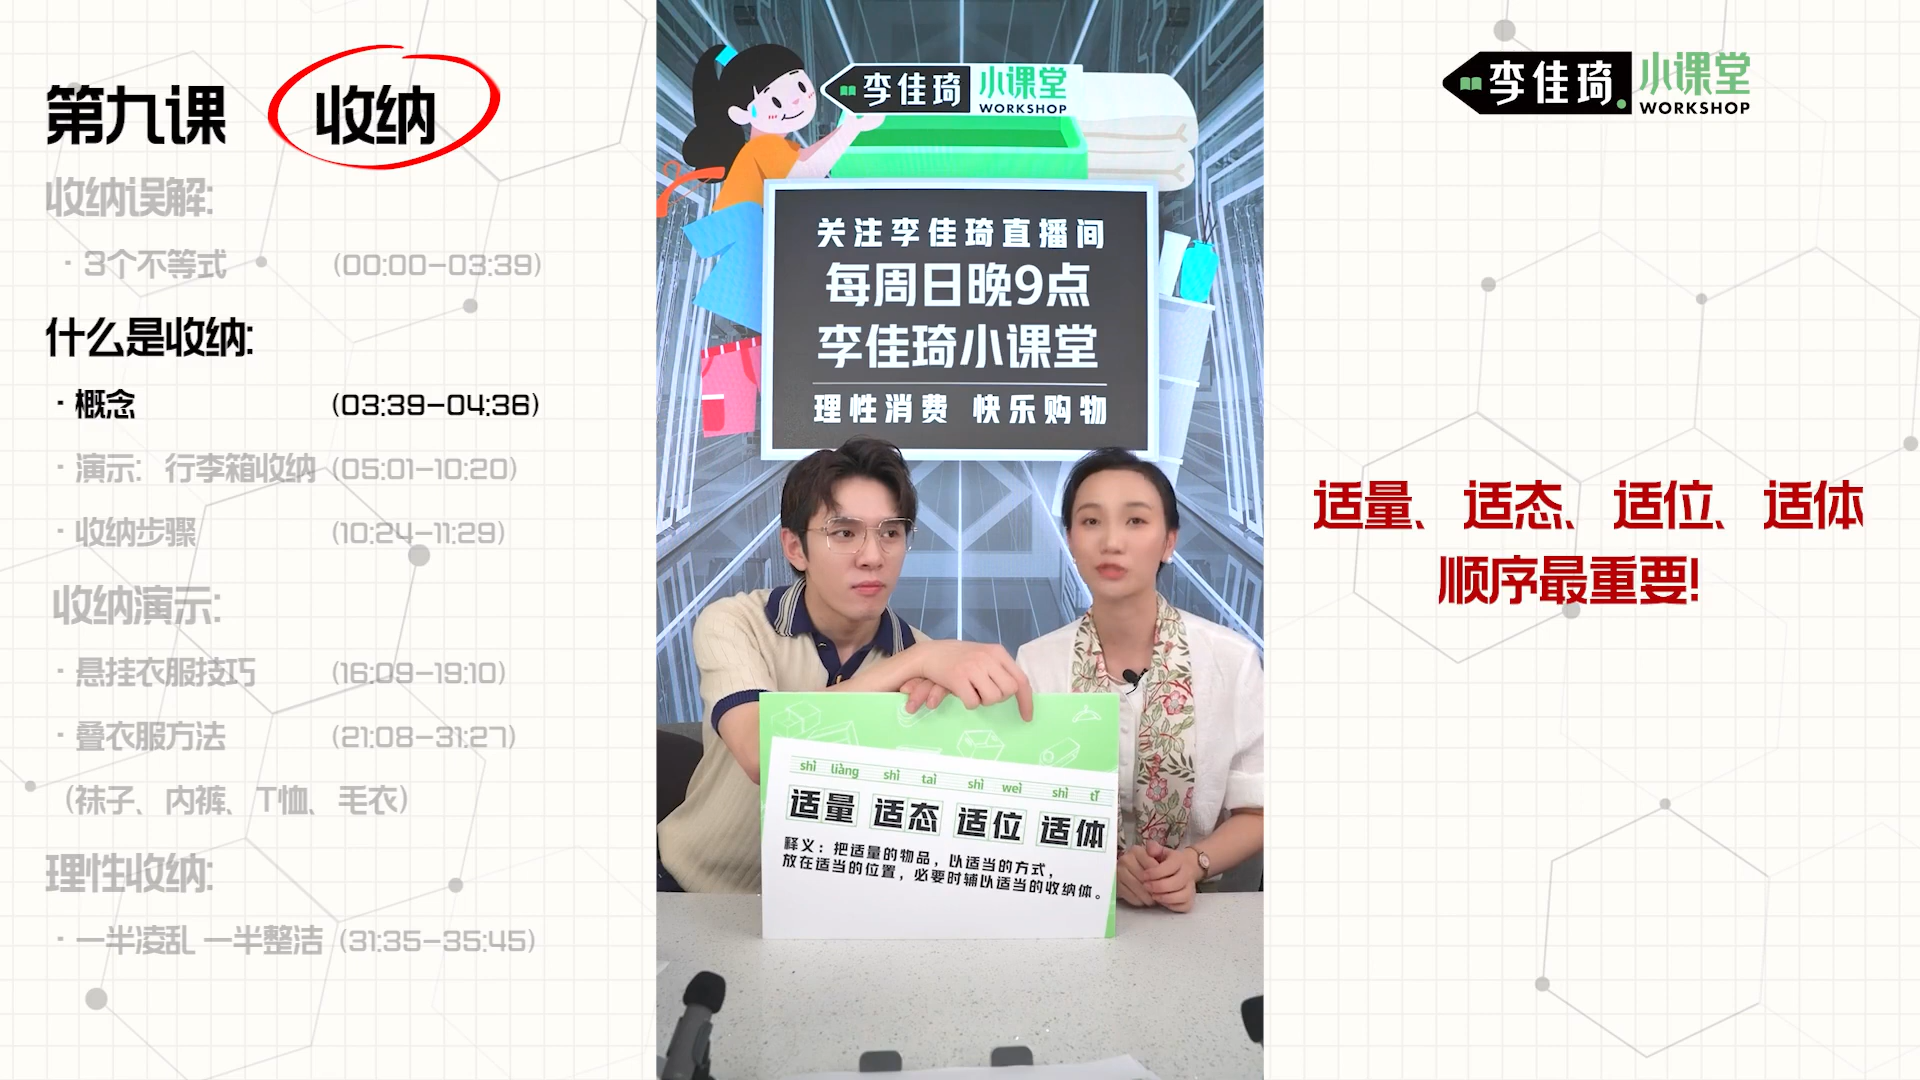 第九课 收纳
收纳误解:
·3个不等式 (00:00-03:39)
什么是收纳:
·概念 (03:39-04:36)
·演示: 行李箱收纳 (05:01-10:20)
·收纳步骤 (10:24-11:29)
收纳演示:
·悬挂衣服技巧 (16:09-19:10)
·叠衣服方法 (21:08-31:27)
(袜子、内裤、T恤、毛衣)
理性收纳:
·一半凌乱 一半整洁 (31:35-35:45)
李佳琦 小课堂
WORKSHOP
关注李佳琦直播间
每周日晚9点
李佳琦小课堂
理性消费 快乐购物
shì liàng shì tai shì wei shì tǐ
适量 适态 适位 适体
释义：把适量的物品，以适当的方式，
放在适当的位置，必要时辅以适当的收纳体。
李佳琦 小课堂
WORKSHOP
适量、适态、适位、适体
顺序最重要!